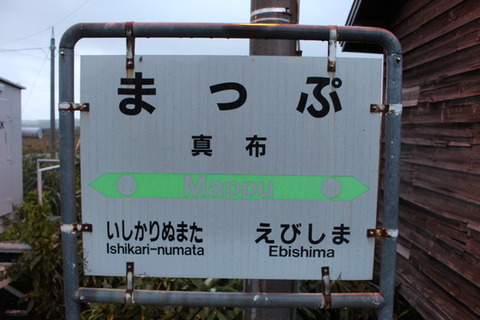 まっぷ
真布
Mappu
いしかりぬまた えびしま
Ishikari-numata Ebishima